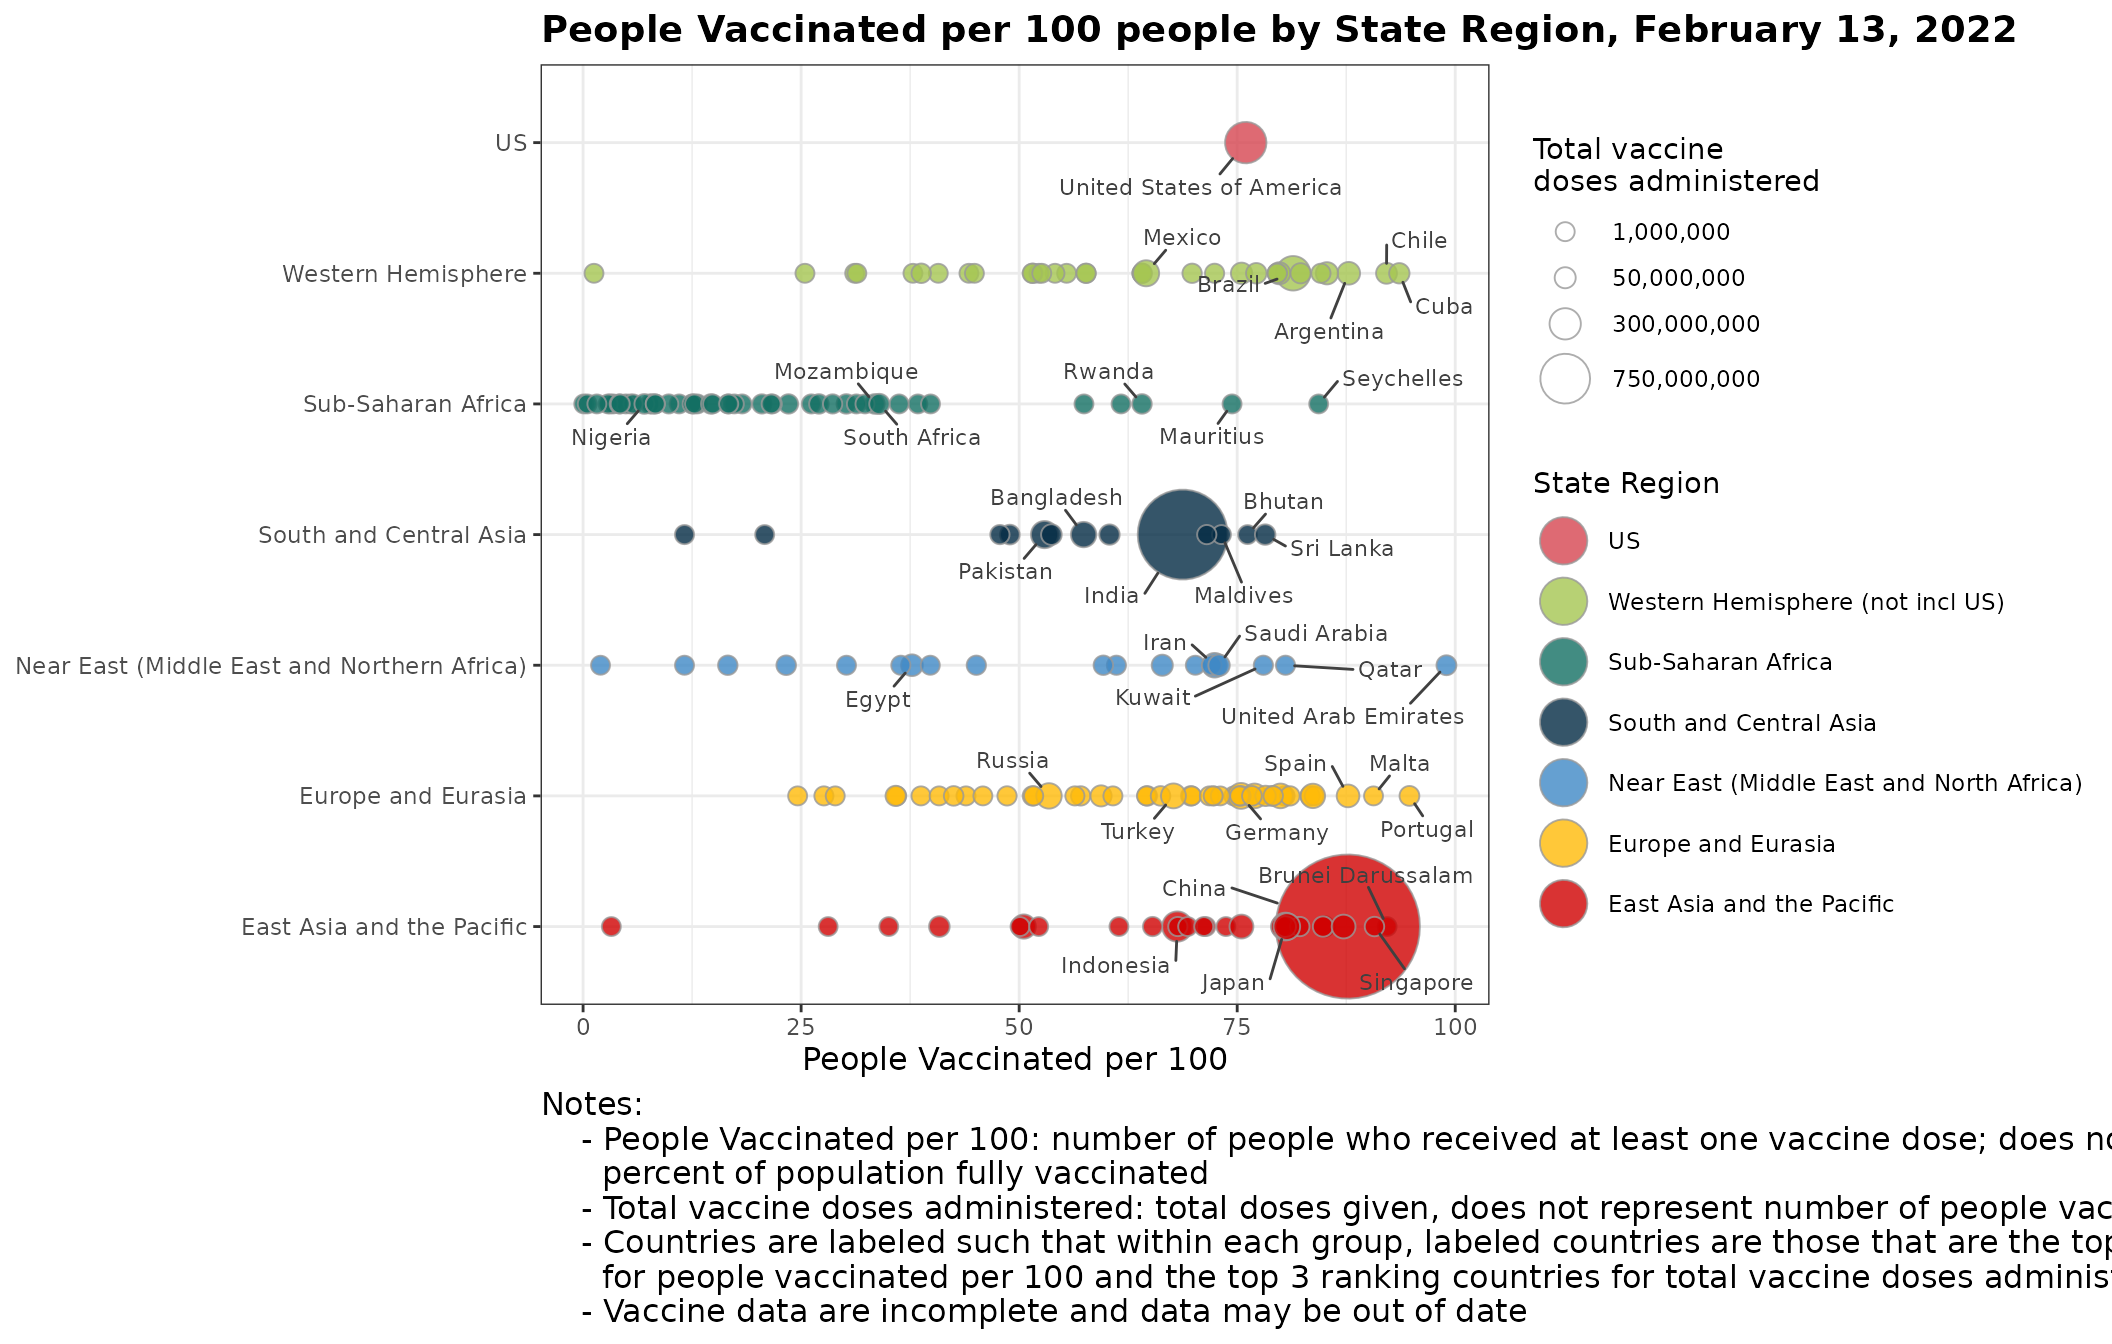 People Vaccinated per 100 people by State Region, February 13, 2022
US
United States of America
Western Hemisphere
Mexico
Brazil
Argentina
Chile
Cuba
Sub-Saharan Africa
Mozambique
Rwanda
Seychelles
Nigeria
South Africa
Mauritius
South and Central Asia
Bangladesh
Bhutan
Sri Lanka
Pakistan
India
Maldives
Near East (Middle East and Northern Africa)
Iran
Saudi Arabia
Qatar
Egypt
Kuwait
United Arab Emirates
Europe and Eurasia
Russia
Spain
Malta
Turkey
Germany
Portugal
East Asia and the Pacific
China
Brunei Darussalam
Indonesia
Japan
Singapore
0
25
50
75
100
People Vaccinated per 100
Total vaccine
doses administered
1,000,000
50,000,000
300,000,000
750,000,000
State Region
US
Western Hemisphere (not incl US)
Sub-Saharan Africa
South and Central Asia
Near East (Middle East and North Africa)
Europe and Eurasia
East Asia and the Pacific
Notes:
- People Vaccinated per 100: number of people who received at least one vaccine dose; does
percent of population fully vaccinated
- Total vaccine doses administered: total doses given, does not represent number of people
- Countries are labeled such that within each group, labeled countries are those that are the top
for people vaccinated per 100 and the top 3 ranking countries for total vaccine doses
- Vaccine data are incomplete and data may be out of date